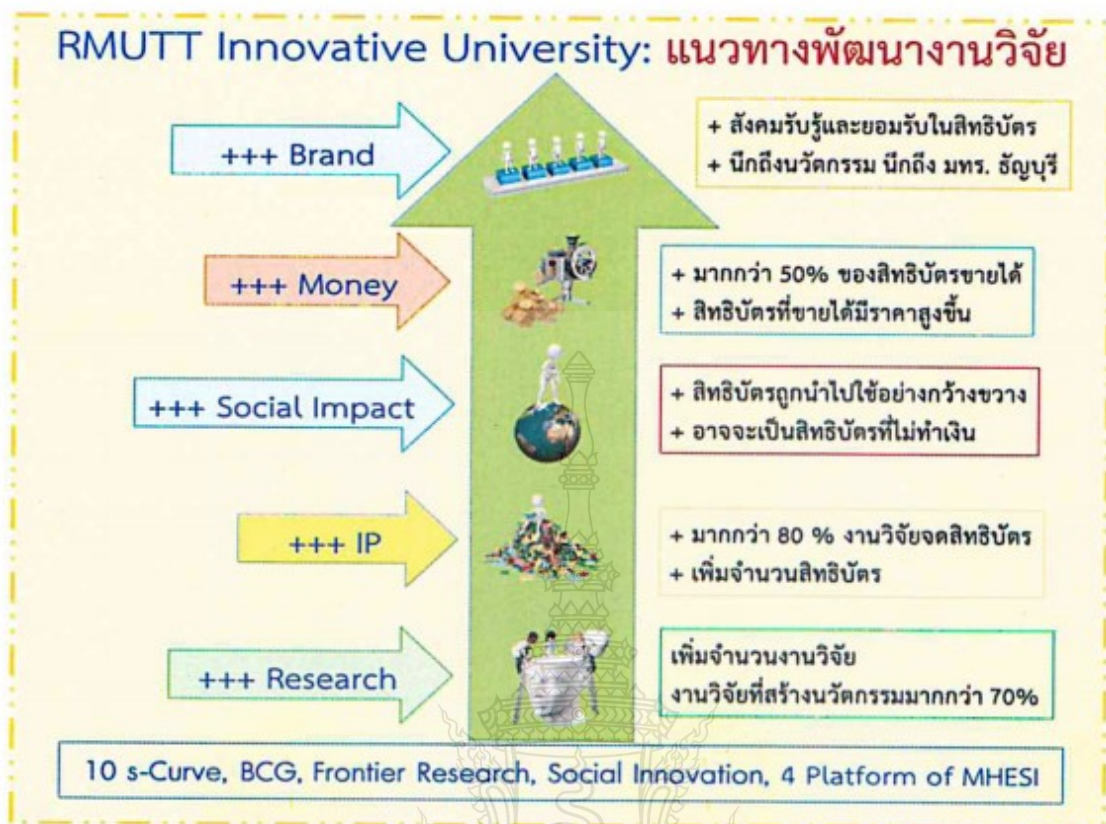 RMUTT Innovative University: แนวทางพัฒนางานวิจัย
+++ Brand
+ สังคมรับรู้และยอมรับในสิทธิบัตร
+ นึกถึงนวัตกรรม นึกถึง มทร. ธัญบุรี
+++ Money
+ มากกว่า 50% ของสิทธิบัตรขายได้
+ สิทธิบัตรที่ขายได้มีราคาสูงขึ้น
+++ Social Impact
+ สิทธิบัตรถูกนำไปใช้อย่างกว้างขวาง
+ อาจจะเป็นสิทธิบัตรที่ไม่ทำเงิน
+++ IP
+ มากกว่า 80 % งานวิจัยจดสิทธิบัตร
+ เพิ่มจำนวนสิทธิบัตร
+++ Research
เพิ่มจำนวนงานวิจัย
งานวิจัยที่สร้างนวัตกรรมมากกว่า 70%
10 s-Curve, BCG, Frontier Research, Social Innovation, 4 Platform of MHESI